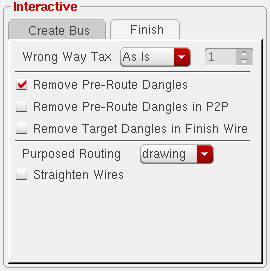 Interactive
Create Bus Finish
Wrong Way Tax As Is 1
Remove Pre-Route Dangles
Remove Pre-Route Dangles in P2P
Remove Target Dangles in Finish Wire
Purposed Routing drawing
Straighten Wires